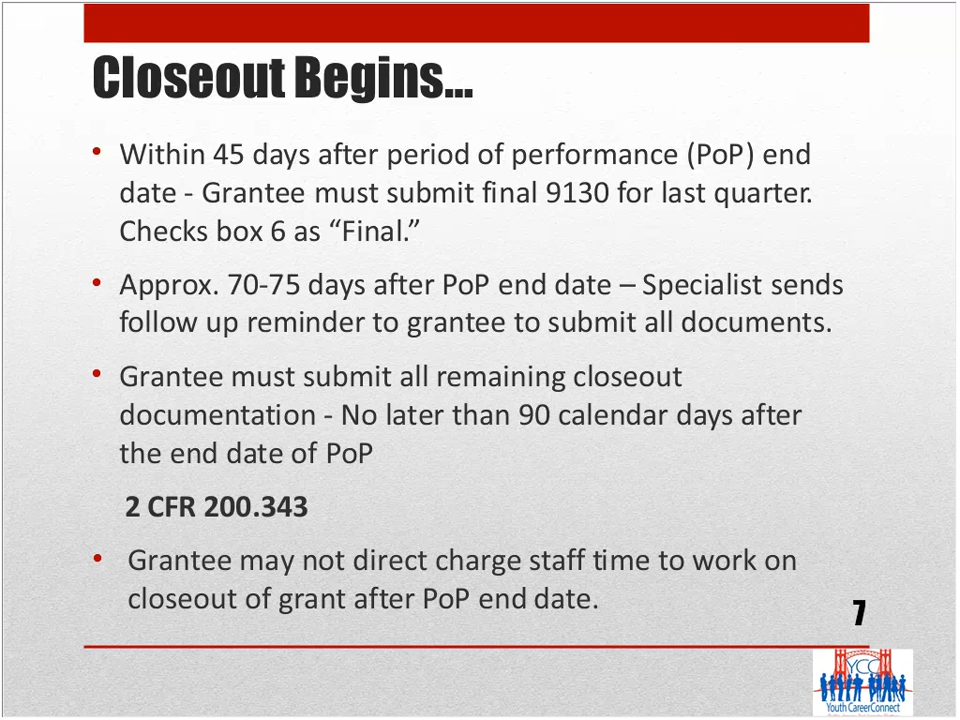 Closeout Begins...
• Within 45 days after period of performance (PoP) end
date - Grantee must submit final 9130 for last quarter.
Checks box 6 as “Final.”
• Approx. 70-75 days after PoP end date – Specialist sends
follow up reminder to grantee to submit all documents.
• Grantee must submit all remaining closeout
documentation - No later than 90 calendar days after
the end date of PoP
2 CFR 200.343
• Grantee may not direct charge staff time to work on
closeout of grant after PoP end date.
7
YCC
Youth CareerConnect